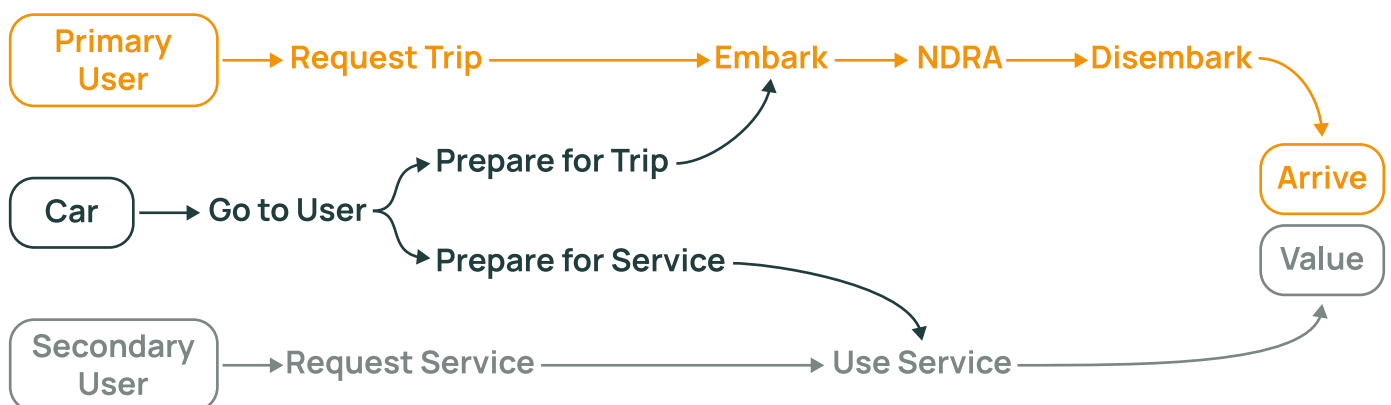 Primary
User
Request Trip
Embark
NDRA
Disembark
Prepare for Trip
Arrive
Car
Go to User
Value
Prepare for Service
Secondary
User
Request Service
Use Service